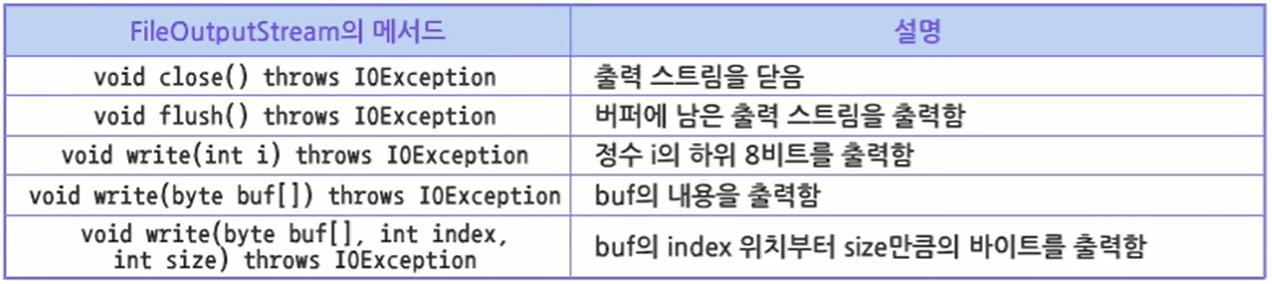 FileOutputStream의 메서드 설명
void close() throws IOException 출력 스트림을 닫음
void flush() throws IOException 버퍼에 남은 출력 스트림을 출력함
void write(int i) throws IOException 정수 i의 하위 8비트를 출력함
void write(byte buf[]) throws IOException buf의 내용을 출력함
void write(byte buf[], int index,
int size) throws IOException buf의 index 위치부터 size만큼의 바이트를 출력함